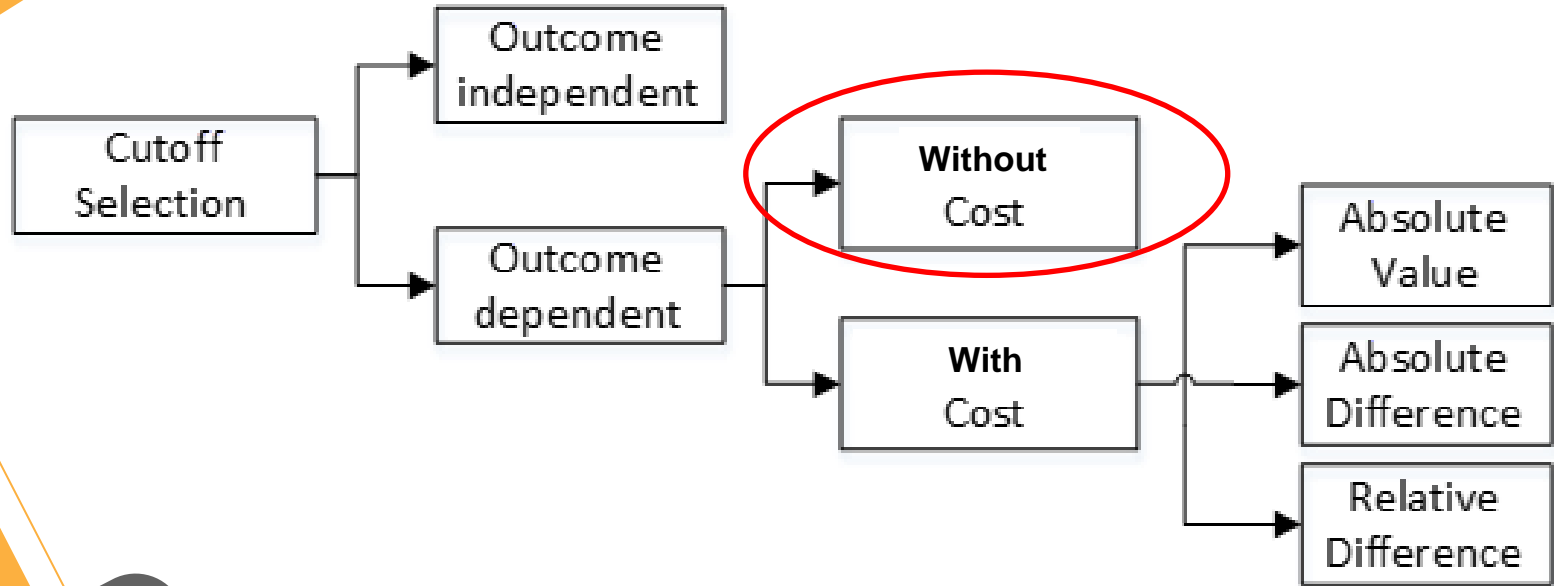 Cutoff
Selection
Outcome
independent
Outcome
dependent
Without
Cost
With
Cost
Absolute
Value
Absolute
Difference
Relative
Difference